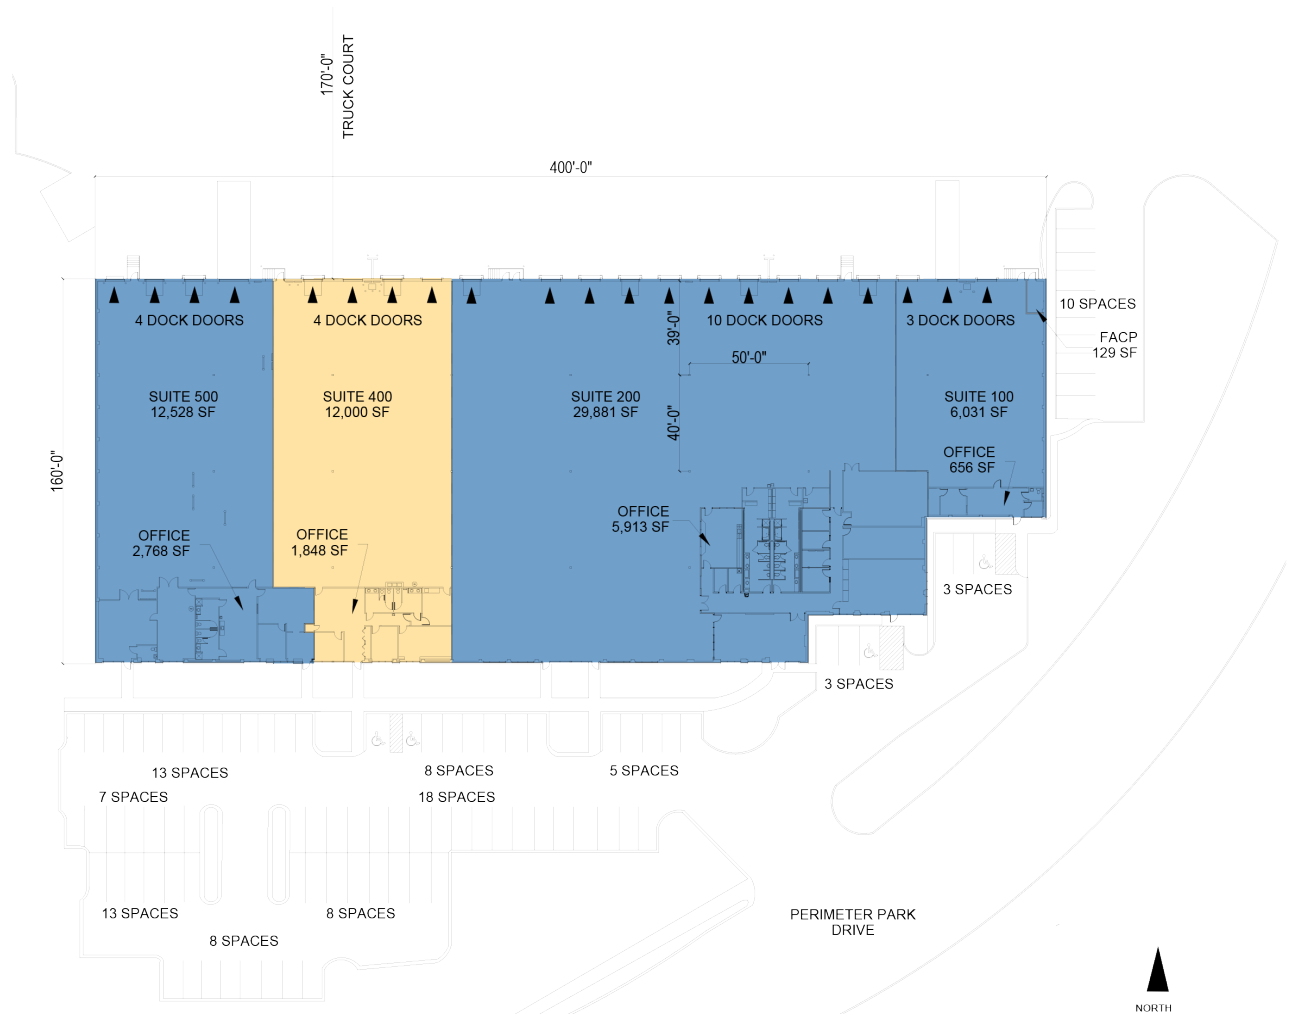 170'-0"
TRUCK COURT
400'-0"
160'-0"
4 DOCK DOORS
4 DOCK DOORS
10 DOCK DOORS
3 DOCK DOORS
10 SPACES
FACP
129 SF
39'-0"
50'-0"
40'-0"
SUITE 500
12,528 SF
SUITE 400
12,000 SF
SUITE 200
29,881 SF
SUITE 100
6,031 SF
OFFICE
656 SF
OFFICE
5,913 SF
OFFICE
2,768 SF
OFFICE
1,848 SF
3 SPACES
3 SPACES
13 SPACES
8 SPACES
5 SPACES
7 SPACES
18 SPACES
13 SPACES
8 SPACES
8 SPACES
PERIMETER PARK
DRIVE
NORTH